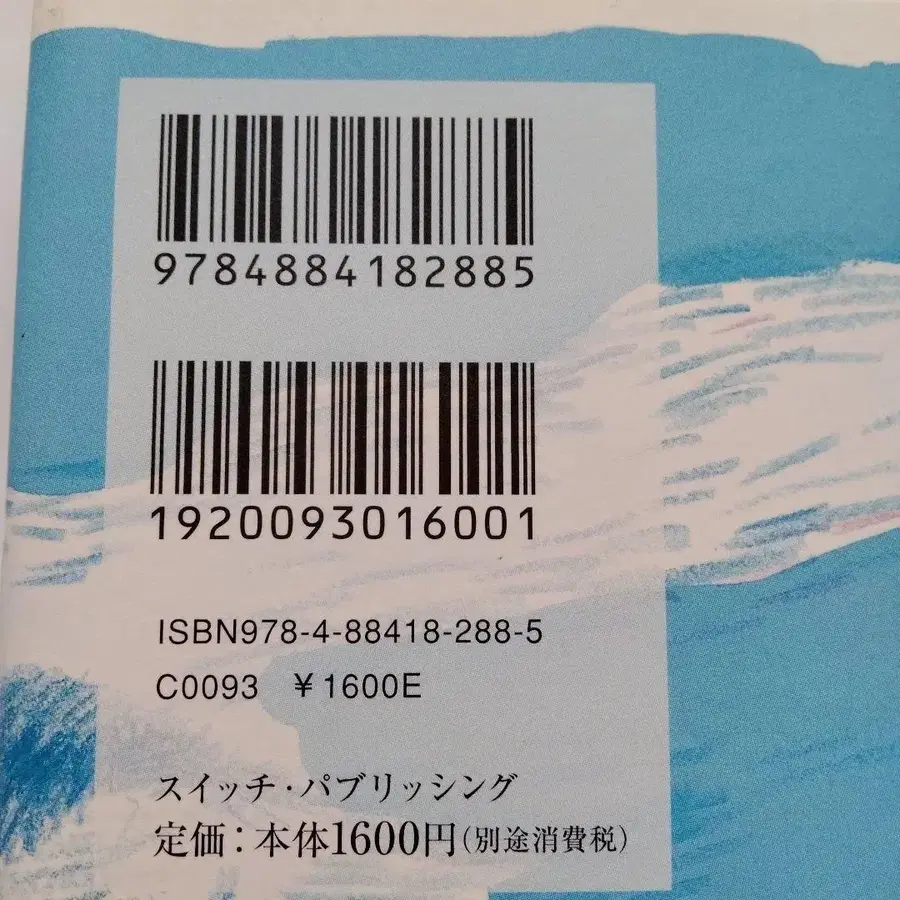 9784884182885
1920093016001
ISBN978-4-88418-288-5
C0093 ¥1600E
スイッチ・パブリッシング
定価：本体1600円（別途消費税）